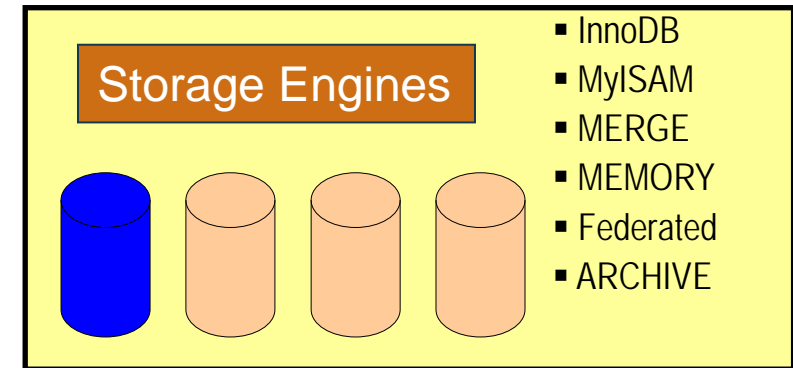 Storage Engines
▪ InnoDB
▪ MyISAM
▪ MERGE
▪ MEMORY
▪ Federated
▪ ARCHIVE